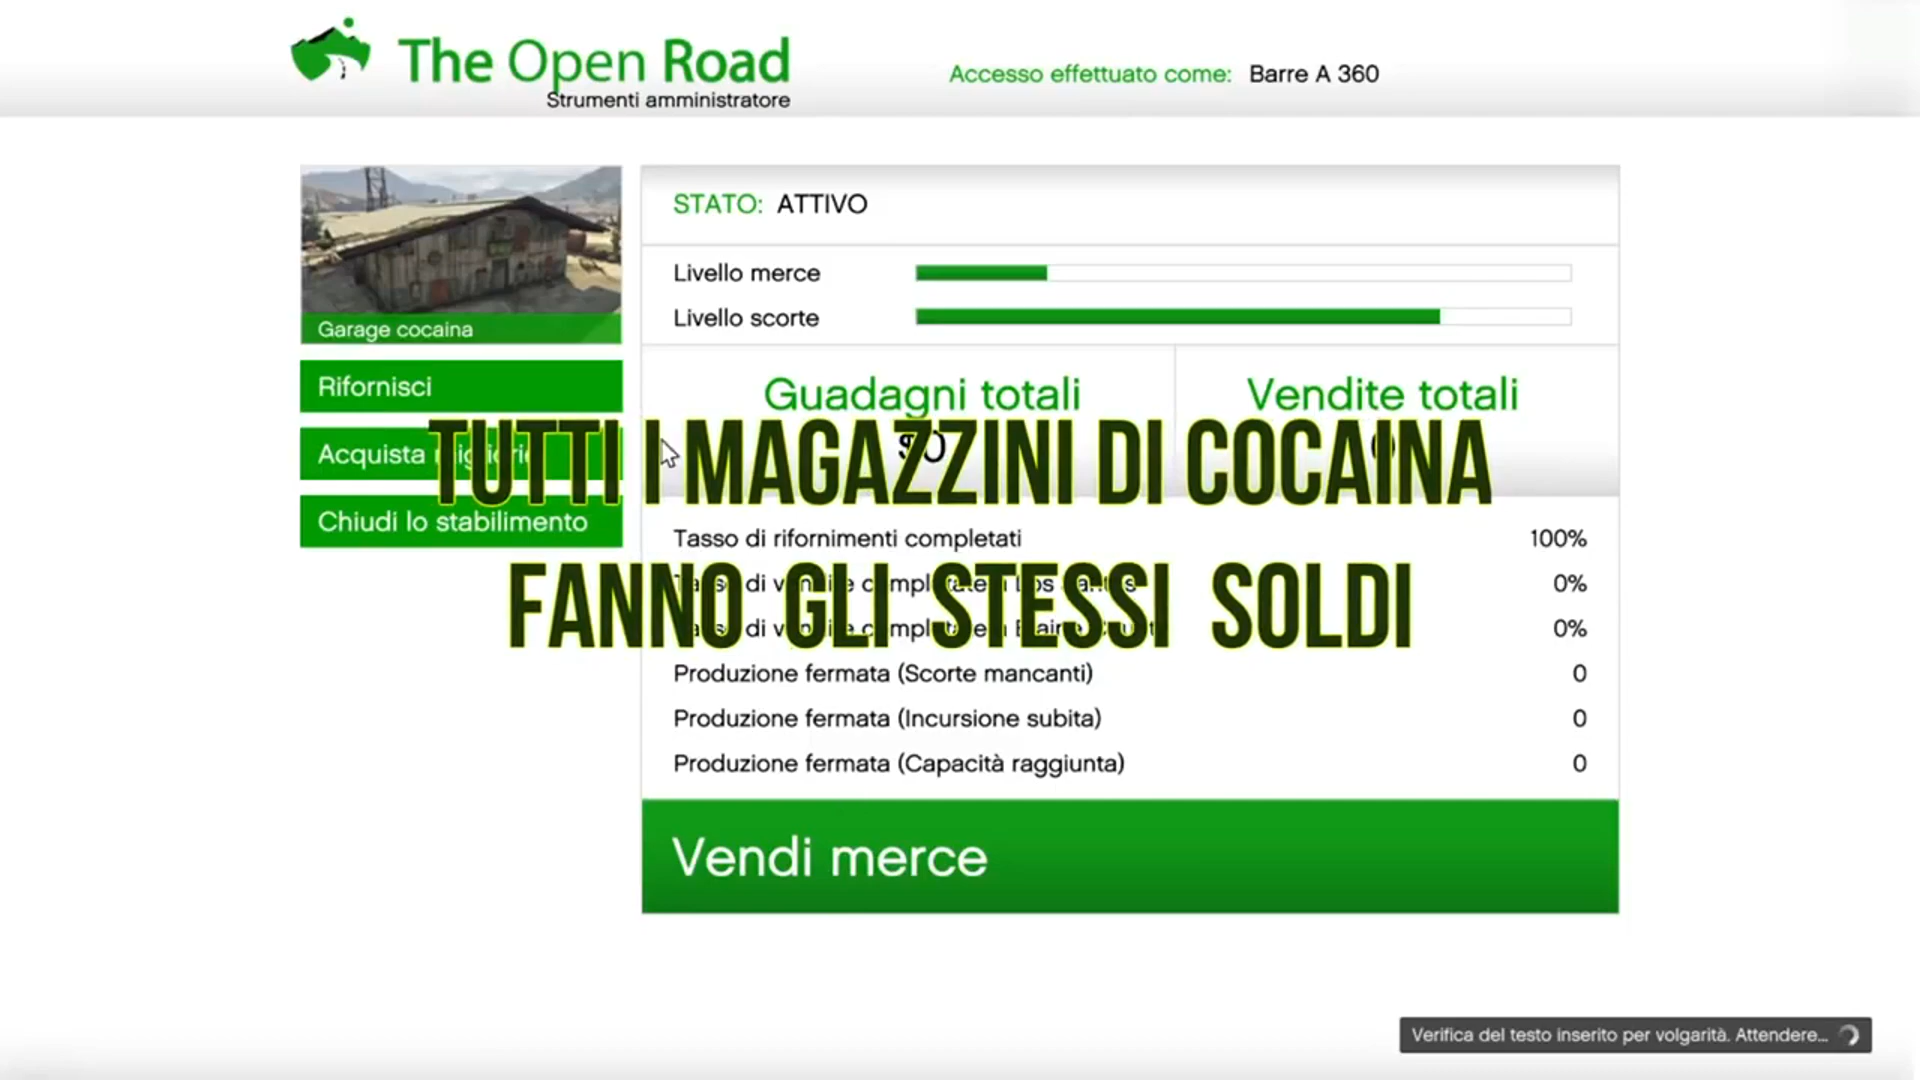 The Open Road
Strumenti amministratore
Accesso effettuato come: Barre A 360
Garage cocaina
Rifornisci
Acquista
Chiudi lo stabilimento
STATO: ATTIVO
Livello merce
Livello scorte
Guadagni totali
$0
Vendite totali
0
TUTTI I MAGAZZINI DI COCAINA
FANNO GLI STESSI SOLDI
Tasso di rifornimenti completati 100%
0%
0%
Produzione fermata (Scorte mancanti) 0
Produzione fermata (Incursione subita) 0
Produzione fermata (Capacità raggiunta) 0
Vendi merce
Verifica del testo inserito per volgarità. Attendere...